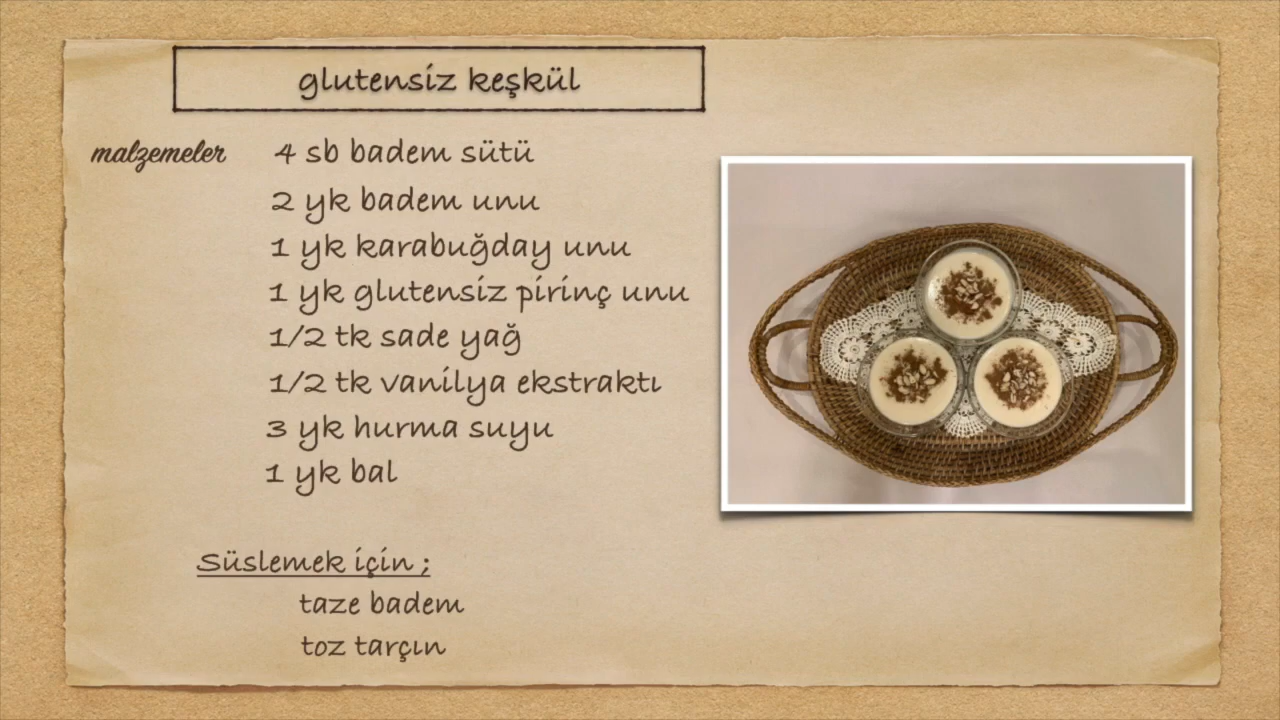 glutensiz keşkül
malzemeler 4 sb badem sütü
2 yk badem unu
1 yk karabuğday unu
1 yk glutensiz pirinç unu
1/2 tk sade yağ
1/2 tk vanilya ekstraktı
3 yk hurma suyu
1 yk bal
Süslemek için ;
taze badem
toz tarçın